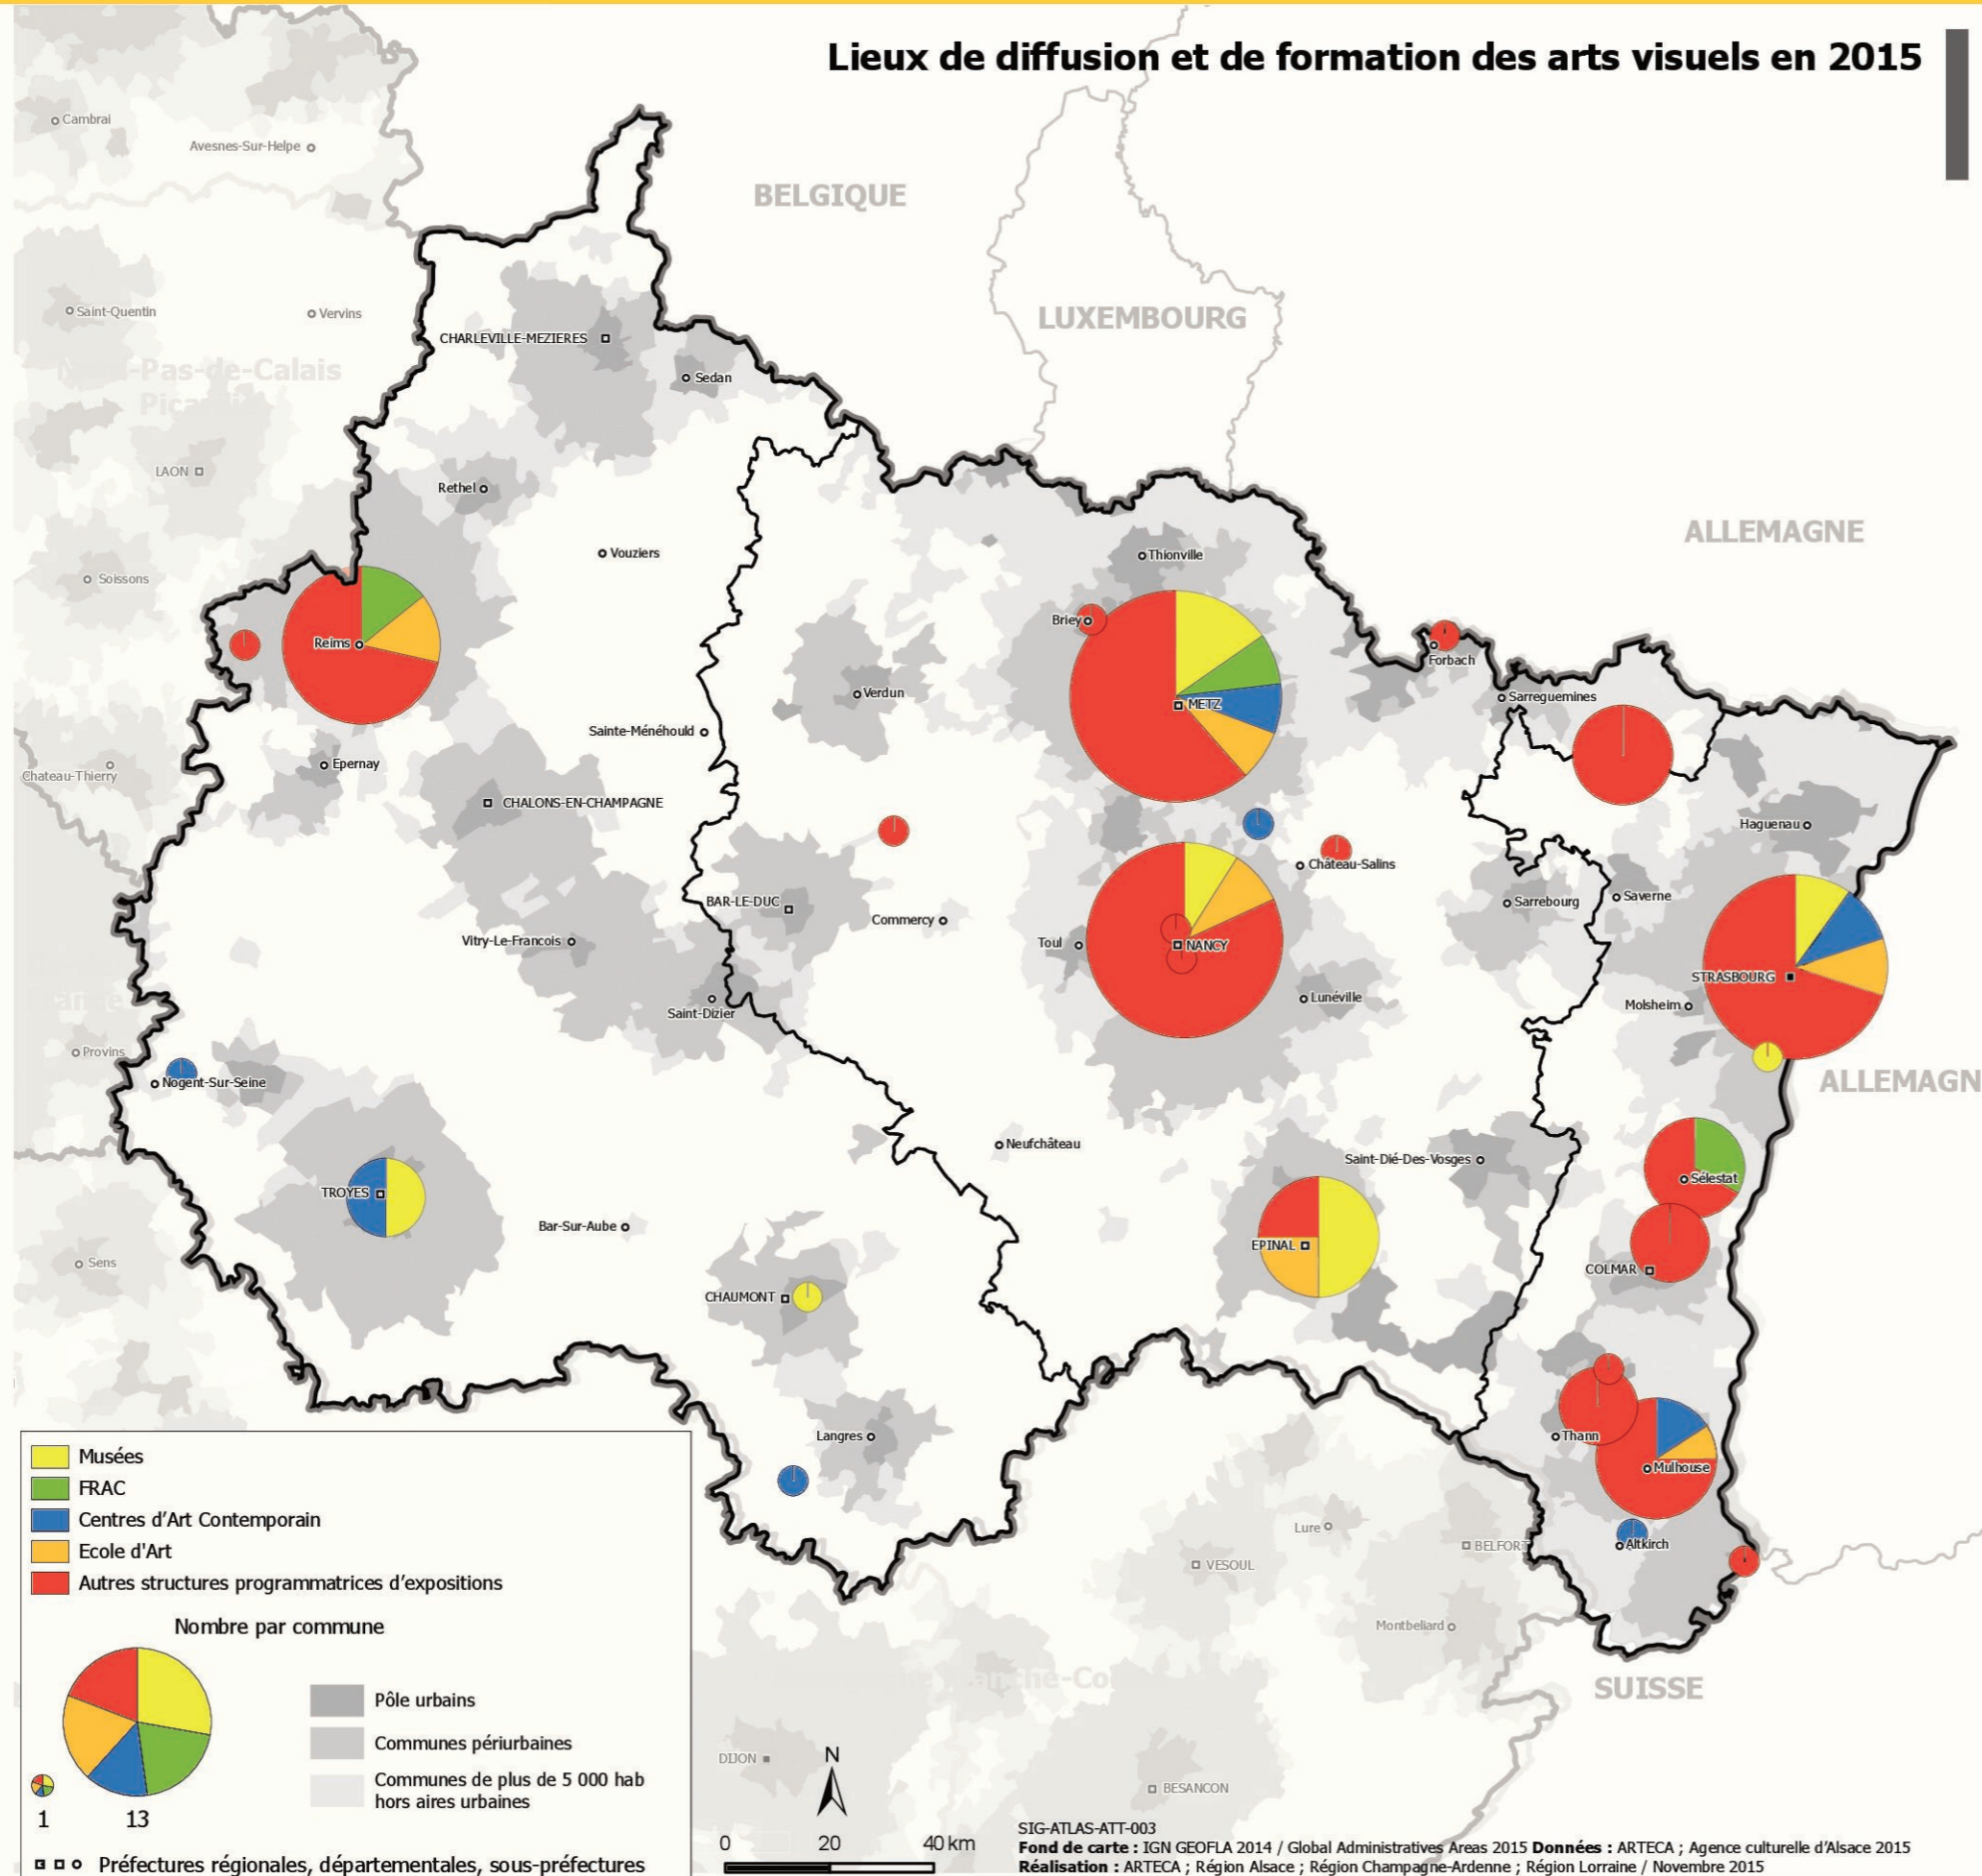 Lieux de diffusion et de formation des arts visuels en 2015
Cambrai
Avesnes-Sur-Helpe
BELGIQUE
Saint-Quentin
Vervins
LUXEMBOURG
CHARLEVILLE-MEZIERES
Sedan
-Pas-de-Calais
LAON
Rethel
ALLEMAGNE
Vouziers
Thionville
Soissons
Briey
Reims
Forbach
Verdun
METZ
Sarreguemines
Sainte-Ménéhould
Epernay
Chateau-Thierry
CHALONS-EN-CHAMPAGNE
Haguenau
Château-Salins
BAR-LE-DUC
Commercy
Sarrebourg
Saverne
Vitry-Le-Francois
Toul
NANCY
STRASBOURG
Lunéville
Molsheim
Saint-Dizier
Provins
Nogent-Sur-Seine
ALLEMAGN
Neufchâteau
Saint-Dié-Des-Vosges
Sélestat
TROYES
Bar-Sur-Aube
EPINAL
Sens
COLMAR
CHAUMONT
Langres
Thann
Mulhouse
Lure
BELFORT
Altkirch
VESOUL
Montbeliard
SUISSE
DIJON
BESANCON
Musées
FRAC
Centres d'Art Contemporain
Ecole d'Art
Autres structures programmatrices d'expositions
Nombre par commune
1
13
Pôle urbains
Communes périurbaines
Communes de plus de 5 000 hab
hors aires urbaines
Préfectures régionales, départementales, sous-préfectures
N
0 20 40 km
SIG-ATLAS-ATT-003
Fond de carte : IGN GEOFLA 2014 / Global Administratives Areas 2015 Données : ARTECA ; Agence culturelle d'Alsace 2015
Réalisation : ARTECA ; Région Alsace ; Région Champagne-Ardenne ; Région Lorraine / Novembre 2015